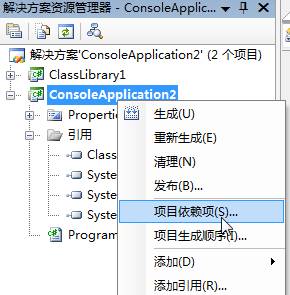 解决方案资源管理器 - ConsoleApplic...
解决方案'ConsoleApplication2' (2 个项目)
ClassLibrary1
ConsoleApplication2
Propert
引用
Class
Syste
Syste
Syste
Program
生成(U)
重新生成(E)
清理(N)
发布(B)...
项目依赖项(S)...
项目生成顺序(I)...
添加(D)
添加引用(R)...